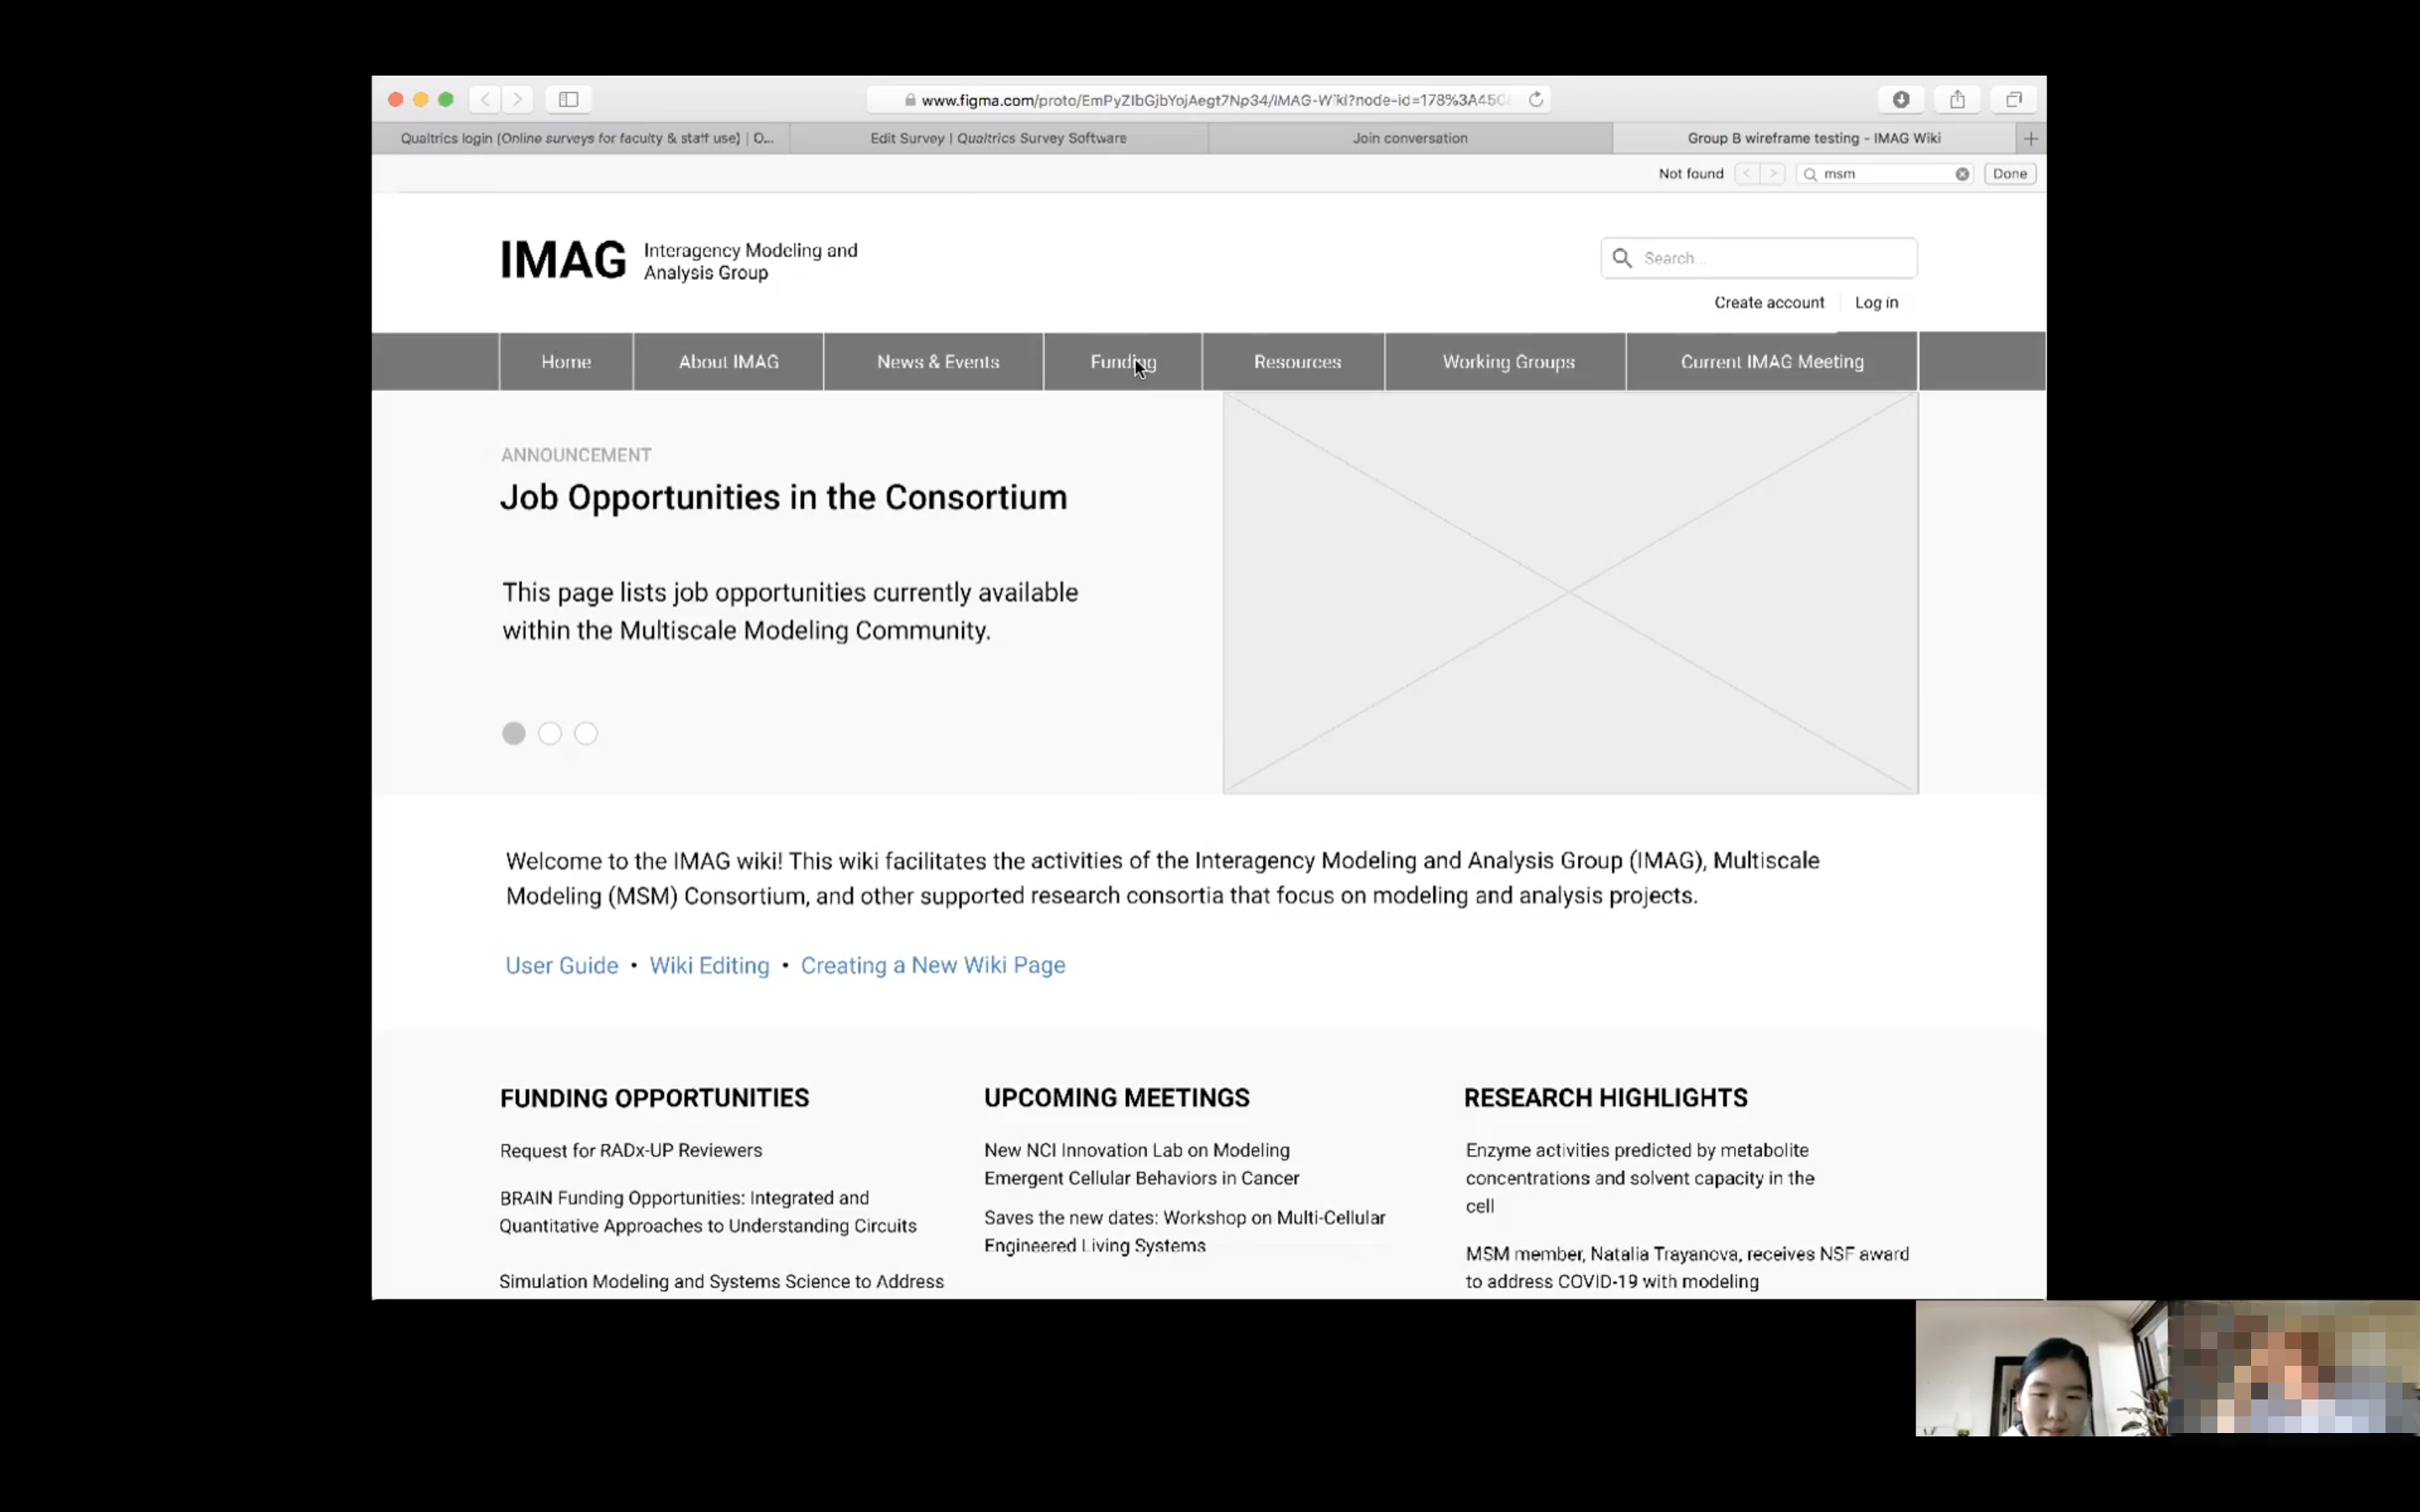 www.figma.com/proto/EmPyZIbGjbYojAegt7Np34/IMAG-Wiki?node-id=178%3A450
Qualtrics login (Online surveys for faculty & staff use) | O...
Edit Survey | Qualtrics Survey Software
Join conversation
Group B wireframe testing - IMAG Wiki
Not found
msm
Done
IMAG
Interagency Modeling and
Analysis Group
Search...
Create account
Log in
Home
About IMAG
News & Events
Funding
Resources
Working Groups
Current IMAG Meeting
ANNOUNCEMENT
Job Opportunities in the Consortium
This page lists job opportunities currently available
within the Multiscale Modeling Community.
Welcome to the IMAG wiki! This wiki facilitates the activities of the Interagency Modeling and Analysis Group (IMAG), Multiscale
Modeling (MSM) Consortium, and other supported research consortia that focus on modeling and analysis projects.
User Guide • Wiki Editing • Creating a New Wiki Page
FUNDING OPPORTUNITIES
Request for RADx-UP Reviewers
BRAIN Funding Opportunities: Integrated and
Quantitative Approaches to Understanding Circuits
Simulation Modeling and Systems Science to Address
UPCOMING MEETINGS
New NCI Innovation Lab on Modeling
Emergent Cellular Behaviors in Cancer
Saves the new dates: Workshop on Multi-Cellular
Engineered Living Systems
RESEARCH HIGHLIGHTS
Enzyme activities predicted by metabolite
concentrations and solvent capacity in the
cell
MSM member, Natalia Trayanova, receives NSF award
to address COVID-19 with modeling